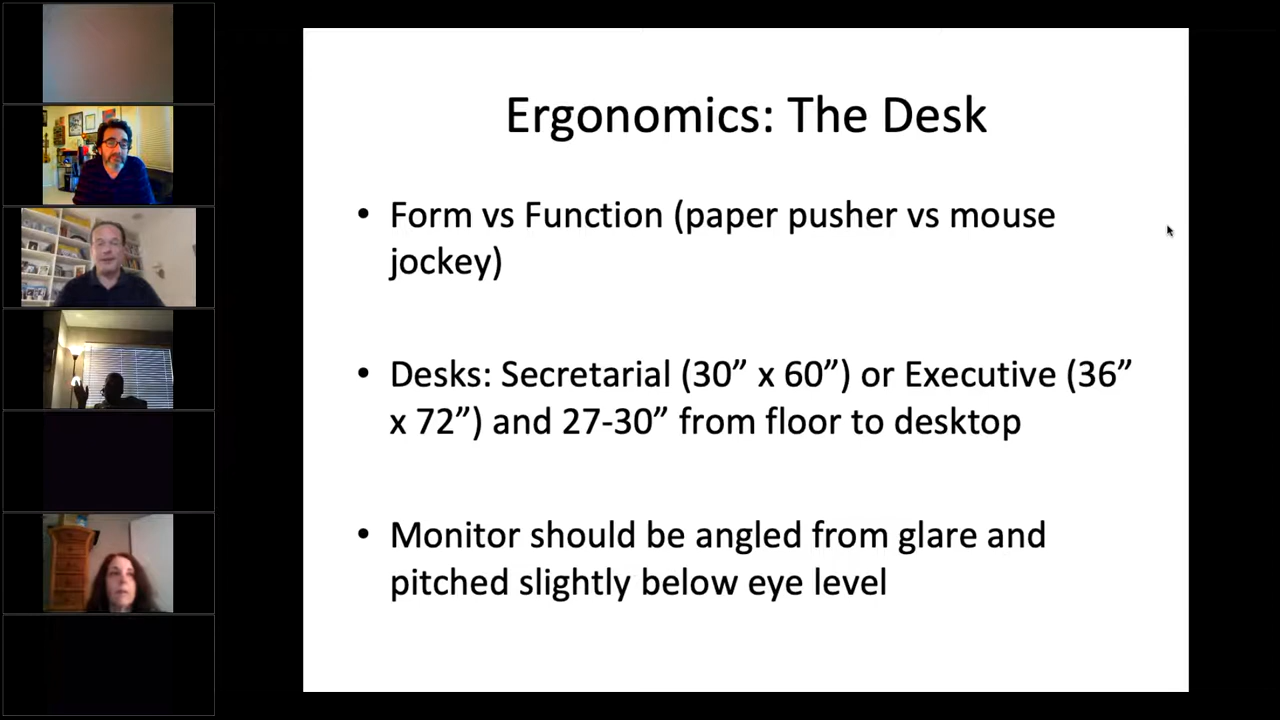 Ergonomics: The Desk
• Form vs Function (paper pusher vs mouse
jockey)
• Desks: Secretarial (30” x 60”) or Executive (36”
x 72”) and 27-30” from floor to desktop
• Monitor should be angled from glare and
pitched slightly below eye level